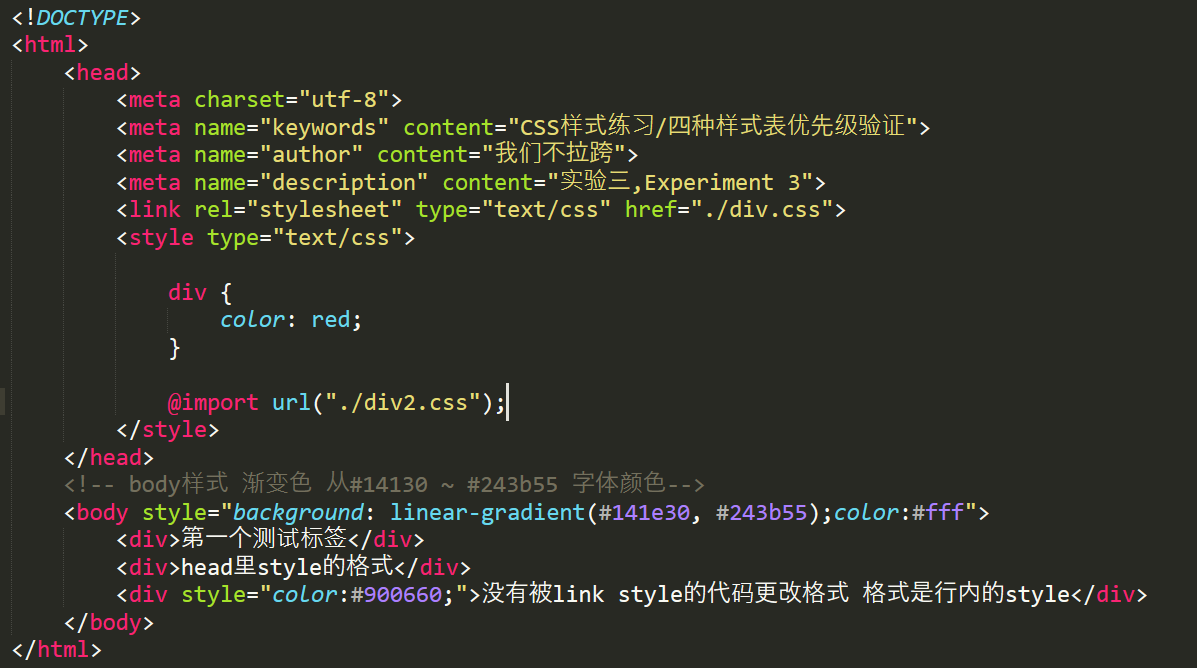 <!DOCTYPE>
<html>
<head>
<meta charset="utf-8">
<meta name="keywords" content="CSS样式练习/四种样式表优先级验证">
<meta name="author" content="我们不拉跨">
<meta name="description" content="实验三,Experiment 3">
<link rel="stylesheet" type="text/css" href="./div.css">
<style type="text/css">
div {
color: red;
}
@import url("./div2.css");
</style>
</head>
<!-- body样式 渐变色 从#14130 ~ #243b55 字体颜色-->
<body style="background: linear-gradient(#141e30, #243b55);color:#fff">
<div>第一个测试标签</div>
<div>head里style的格式</div>
<div style="color:#900660;">没有被link style的代码更改格式 格式是行内的style</div>
</body>
</html>